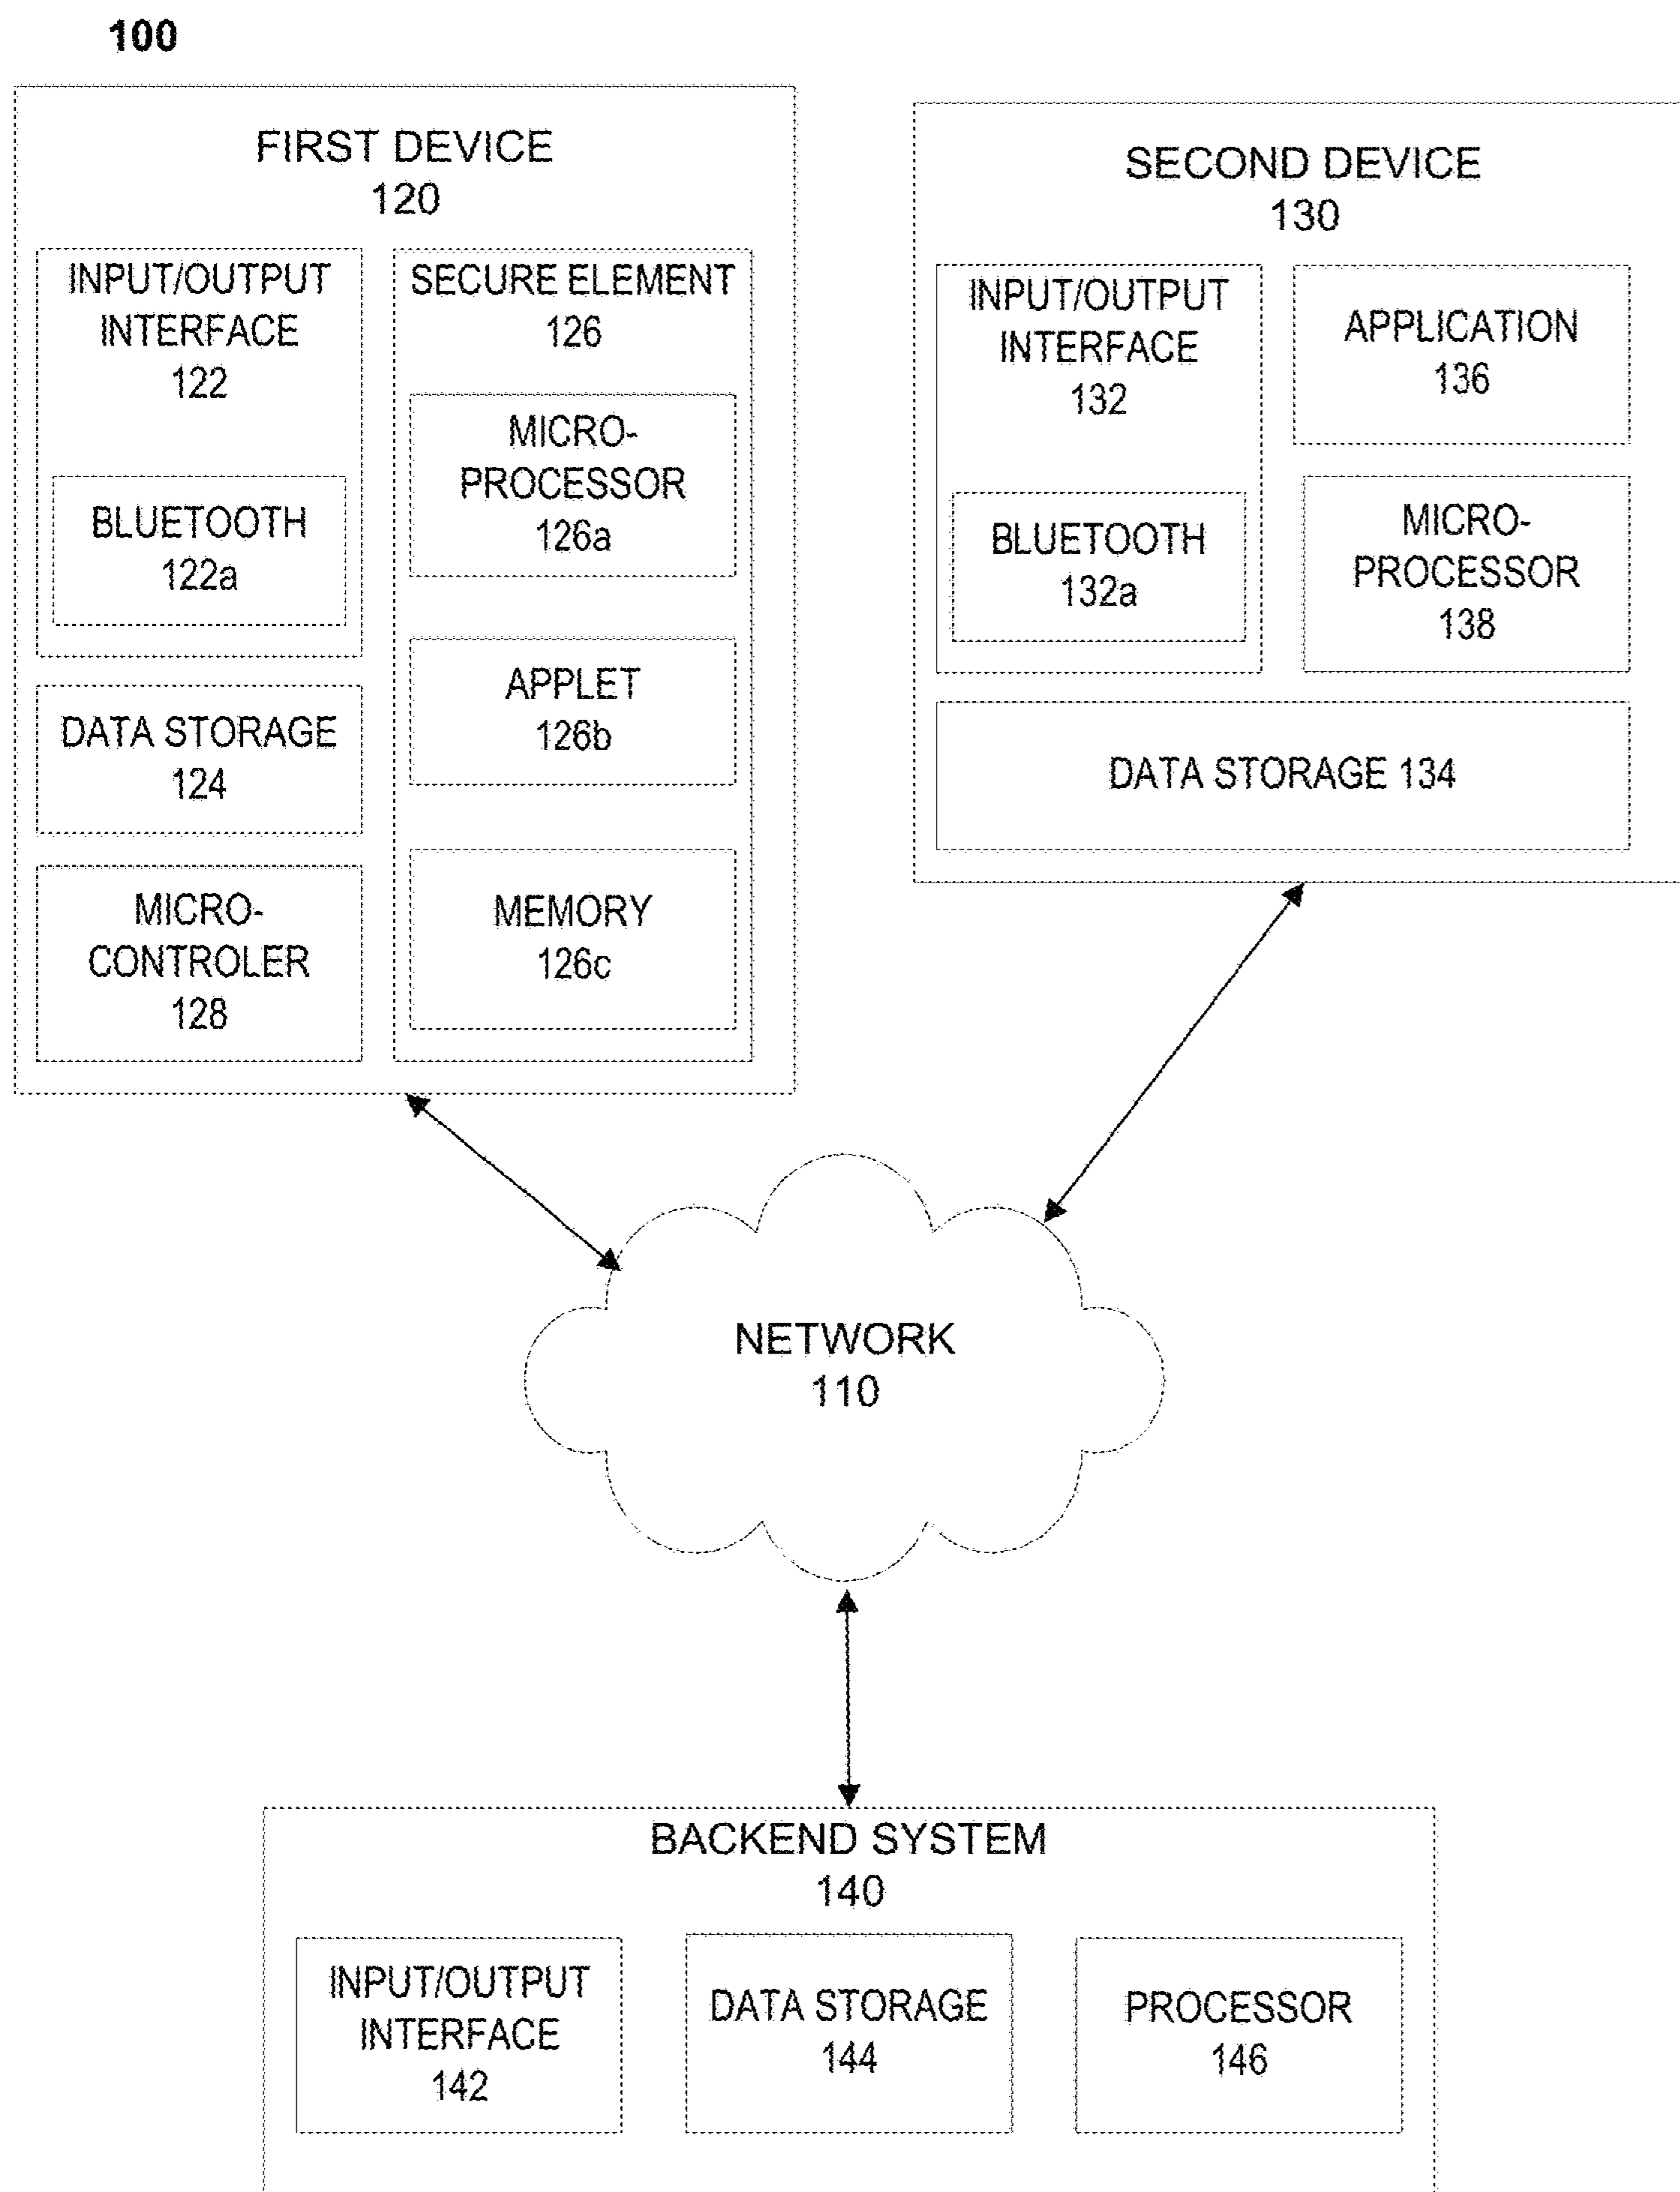 100
FIRST DEVICE
120
INPUT/OUTPUT
INTERFACE
122
BLUETOOTH
122a
DATA STORAGE
124
MICRO-
CONTROLER
128
SECURE ELEMENT
126
MICRO-
PROCESSOR
126a
APPLET
126b
MEMORY
126c
SECOND DEVICE
130
INPUT/OUTPUT
INTERFACE
132
BLUETOOTH
132a
APPLICATION
136
MICRO-
PROCESSOR
138
DATA STORAGE 134
NETWORK
110
BACKEND SYSTEM
140
INPUT/OUTPUT
INTERFACE
142
DATA STORAGE
144
PROCESSOR
146